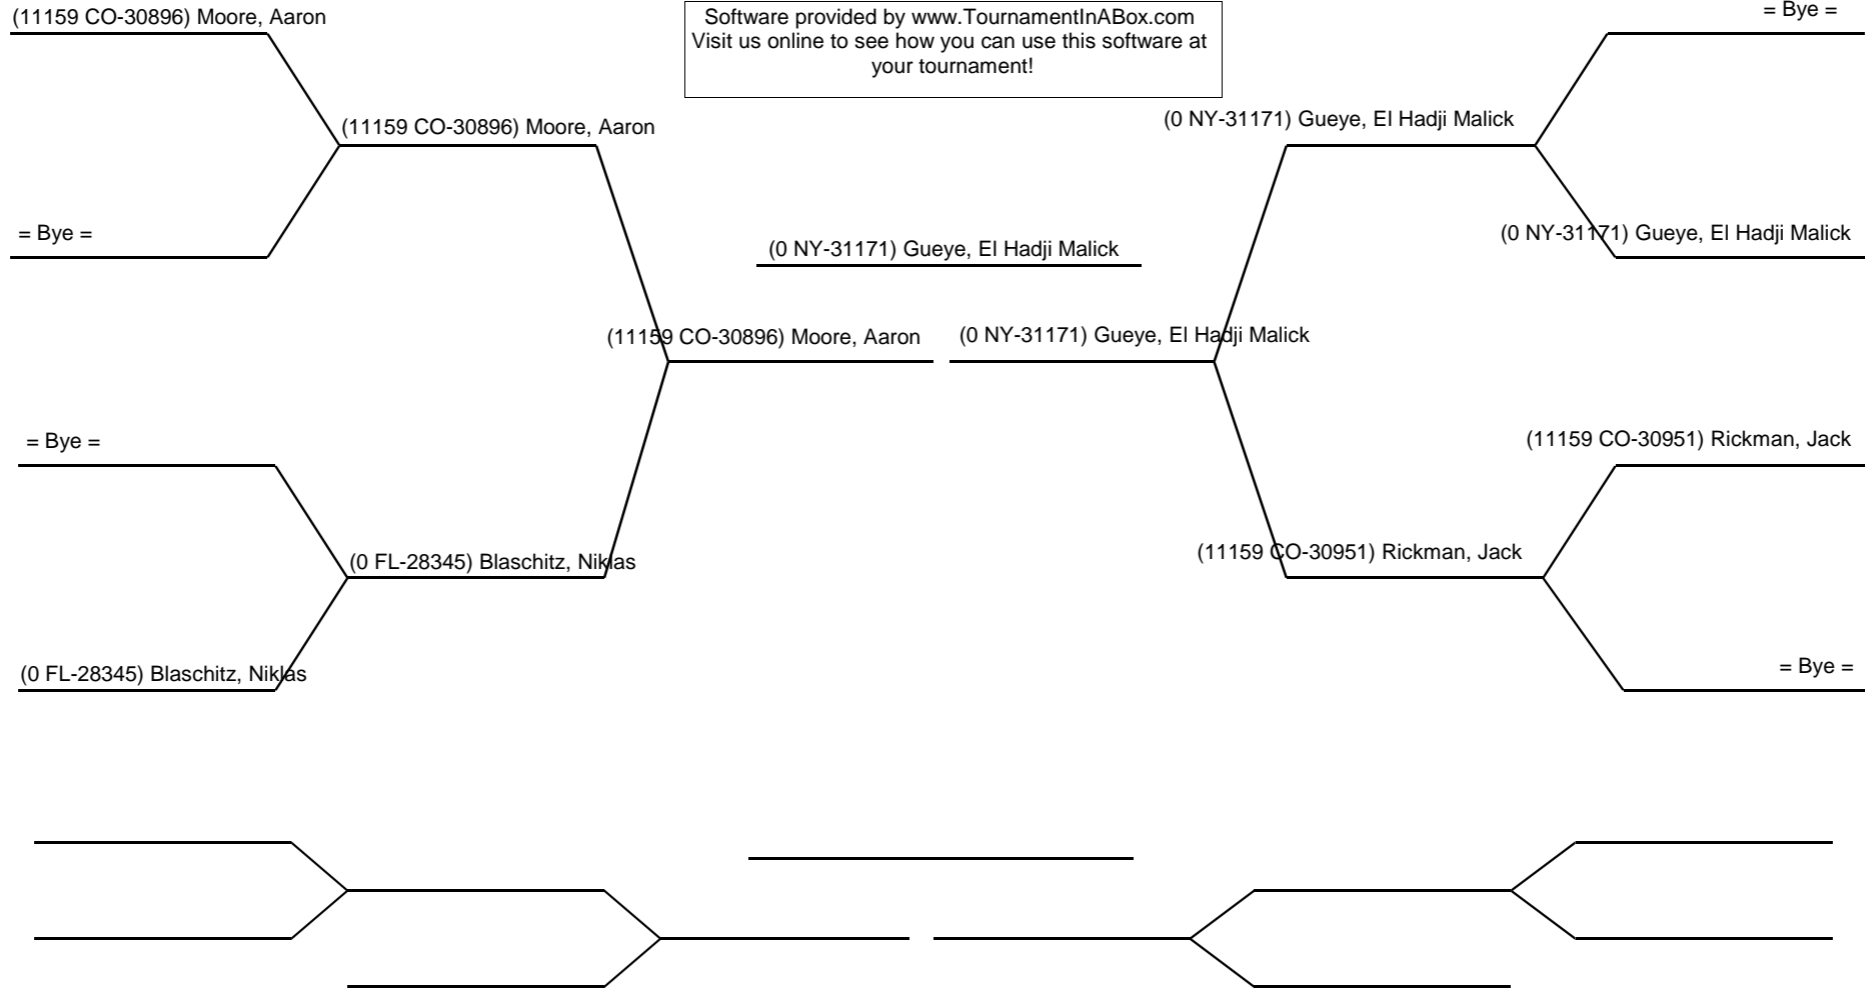 (11159 CO-30896) Moore, Aaron
Software provided by www.TournamentInABox.com
Visit us online to see how you can use this software at
your tournament!
= Bye =
(11159 CO-30896) Moore, Aaron
(0 NY-31171) Gueye, El Hadji Malick
= Bye =
(0 NY-31171) Gueye, El Hadji Malick
(0 NY-31171) Gueye, El Hadji Malick
(11159 CO-30896) Moore, Aaron
(0 NY-31171) Gueye, El Hadji Malick
= Bye =
(11159 CO-30951) Rickman, Jack
(0 FL-28345) Blaschitz, Niklas
(11159 CO-30951) Rickman, Jack
(0 FL-28345) Blaschitz, Niklas
= Bye =